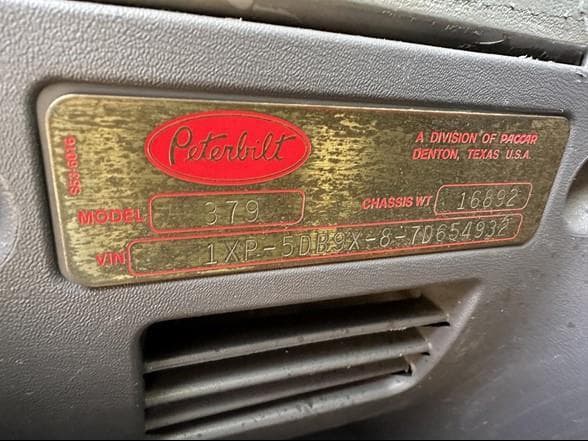 Peterbilt
A DIVISION OF PACCAR
DENTON, TEXAS U.S.A.
MODEL 379
CHASSIS WT 16892
VIN 1XP-5DB9X-8-7D654932